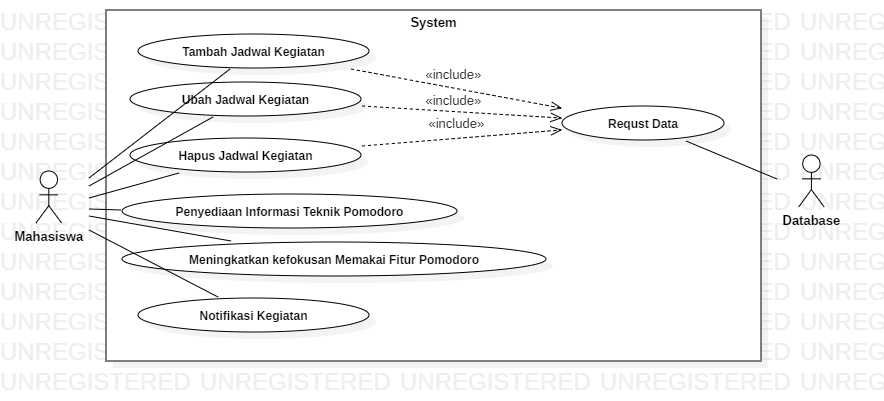 System
Tambah Jadwal Kegiatan
«include»
Ubah Jadwal Kegiatan
«include»
Requst Data
«include»
Hapus Jadwal Kegiatan
Penyediaan Informasi Teknik Pomodoro
Database
Mahasiswa
Meningkatkan kefokusan Memakai Fitur Pomodoro
Notifikasi Kegiatan
UNREGISTERED UNREGISTERED UNREGISTERED UNREGISTERED UNREG